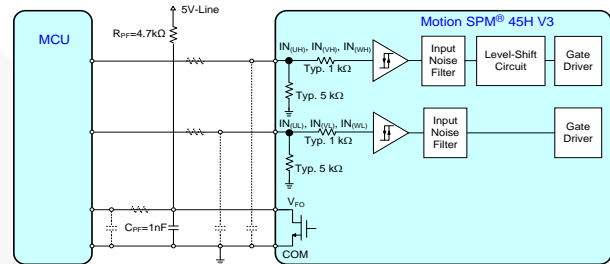 5V-Line
Motion SPM® 45H V3
MCU
RPF=4.7kΩ
IN(UH), IN(VH), IN(WH)
Typ. 1 kΩ
Typ. 5 kΩ
Input
Noise
Filter
Level-Shift
Circuit
Gate
Driver
IN(UL), IN(VL), IN(WL)
Typ. 1 kΩ
Typ. 5 kΩ
Input
Noise
Filter
Gate
Driver
VFO
CPF=1nF
COM